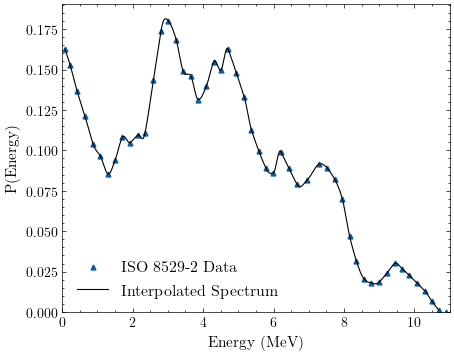 P(Energy)
0.175
0.150
0.125
0.100
0.075
0.050
0.025
0.000
ISO 8529-2 Data
Interpolated Spectrum
0 2 4 6 8 10
Energy (MeV)